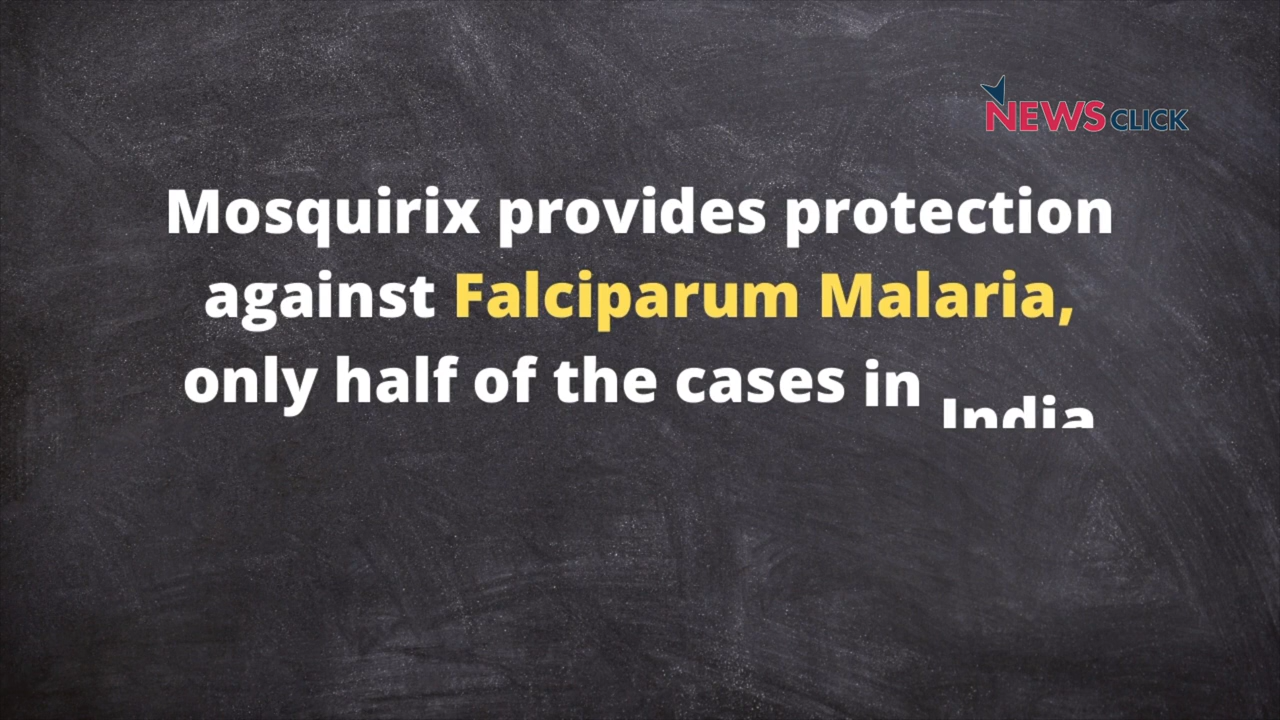 NEWSCLICK
Mosquirix provides protection
against Falciparum Malaria,
only half of the cases in India